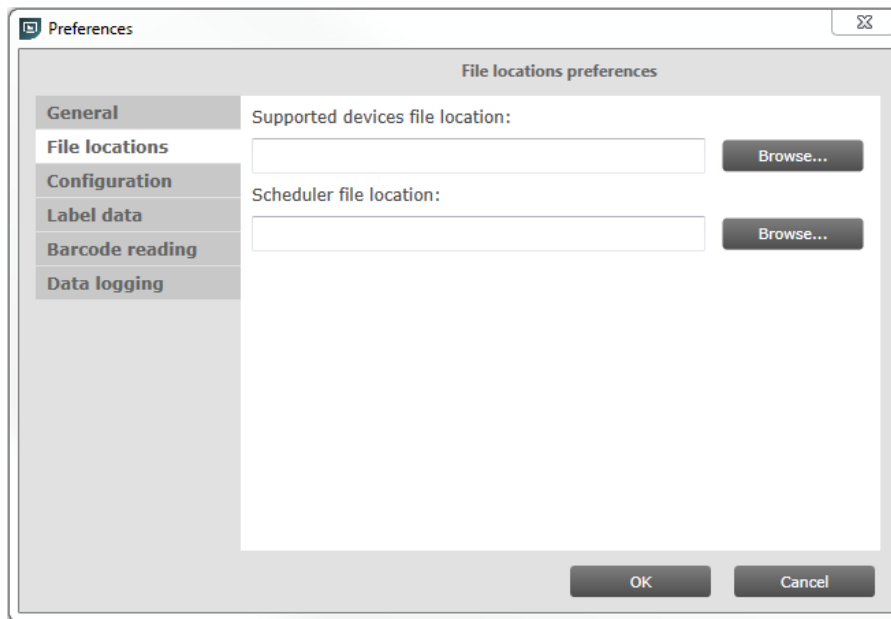 Preferences
File locations preferences
General
File locations
Configuration
Label data
Barcode reading
Data logging
Supported devices file location:
Browse...
Scheduler file location:
Browse...
OK
Cancel